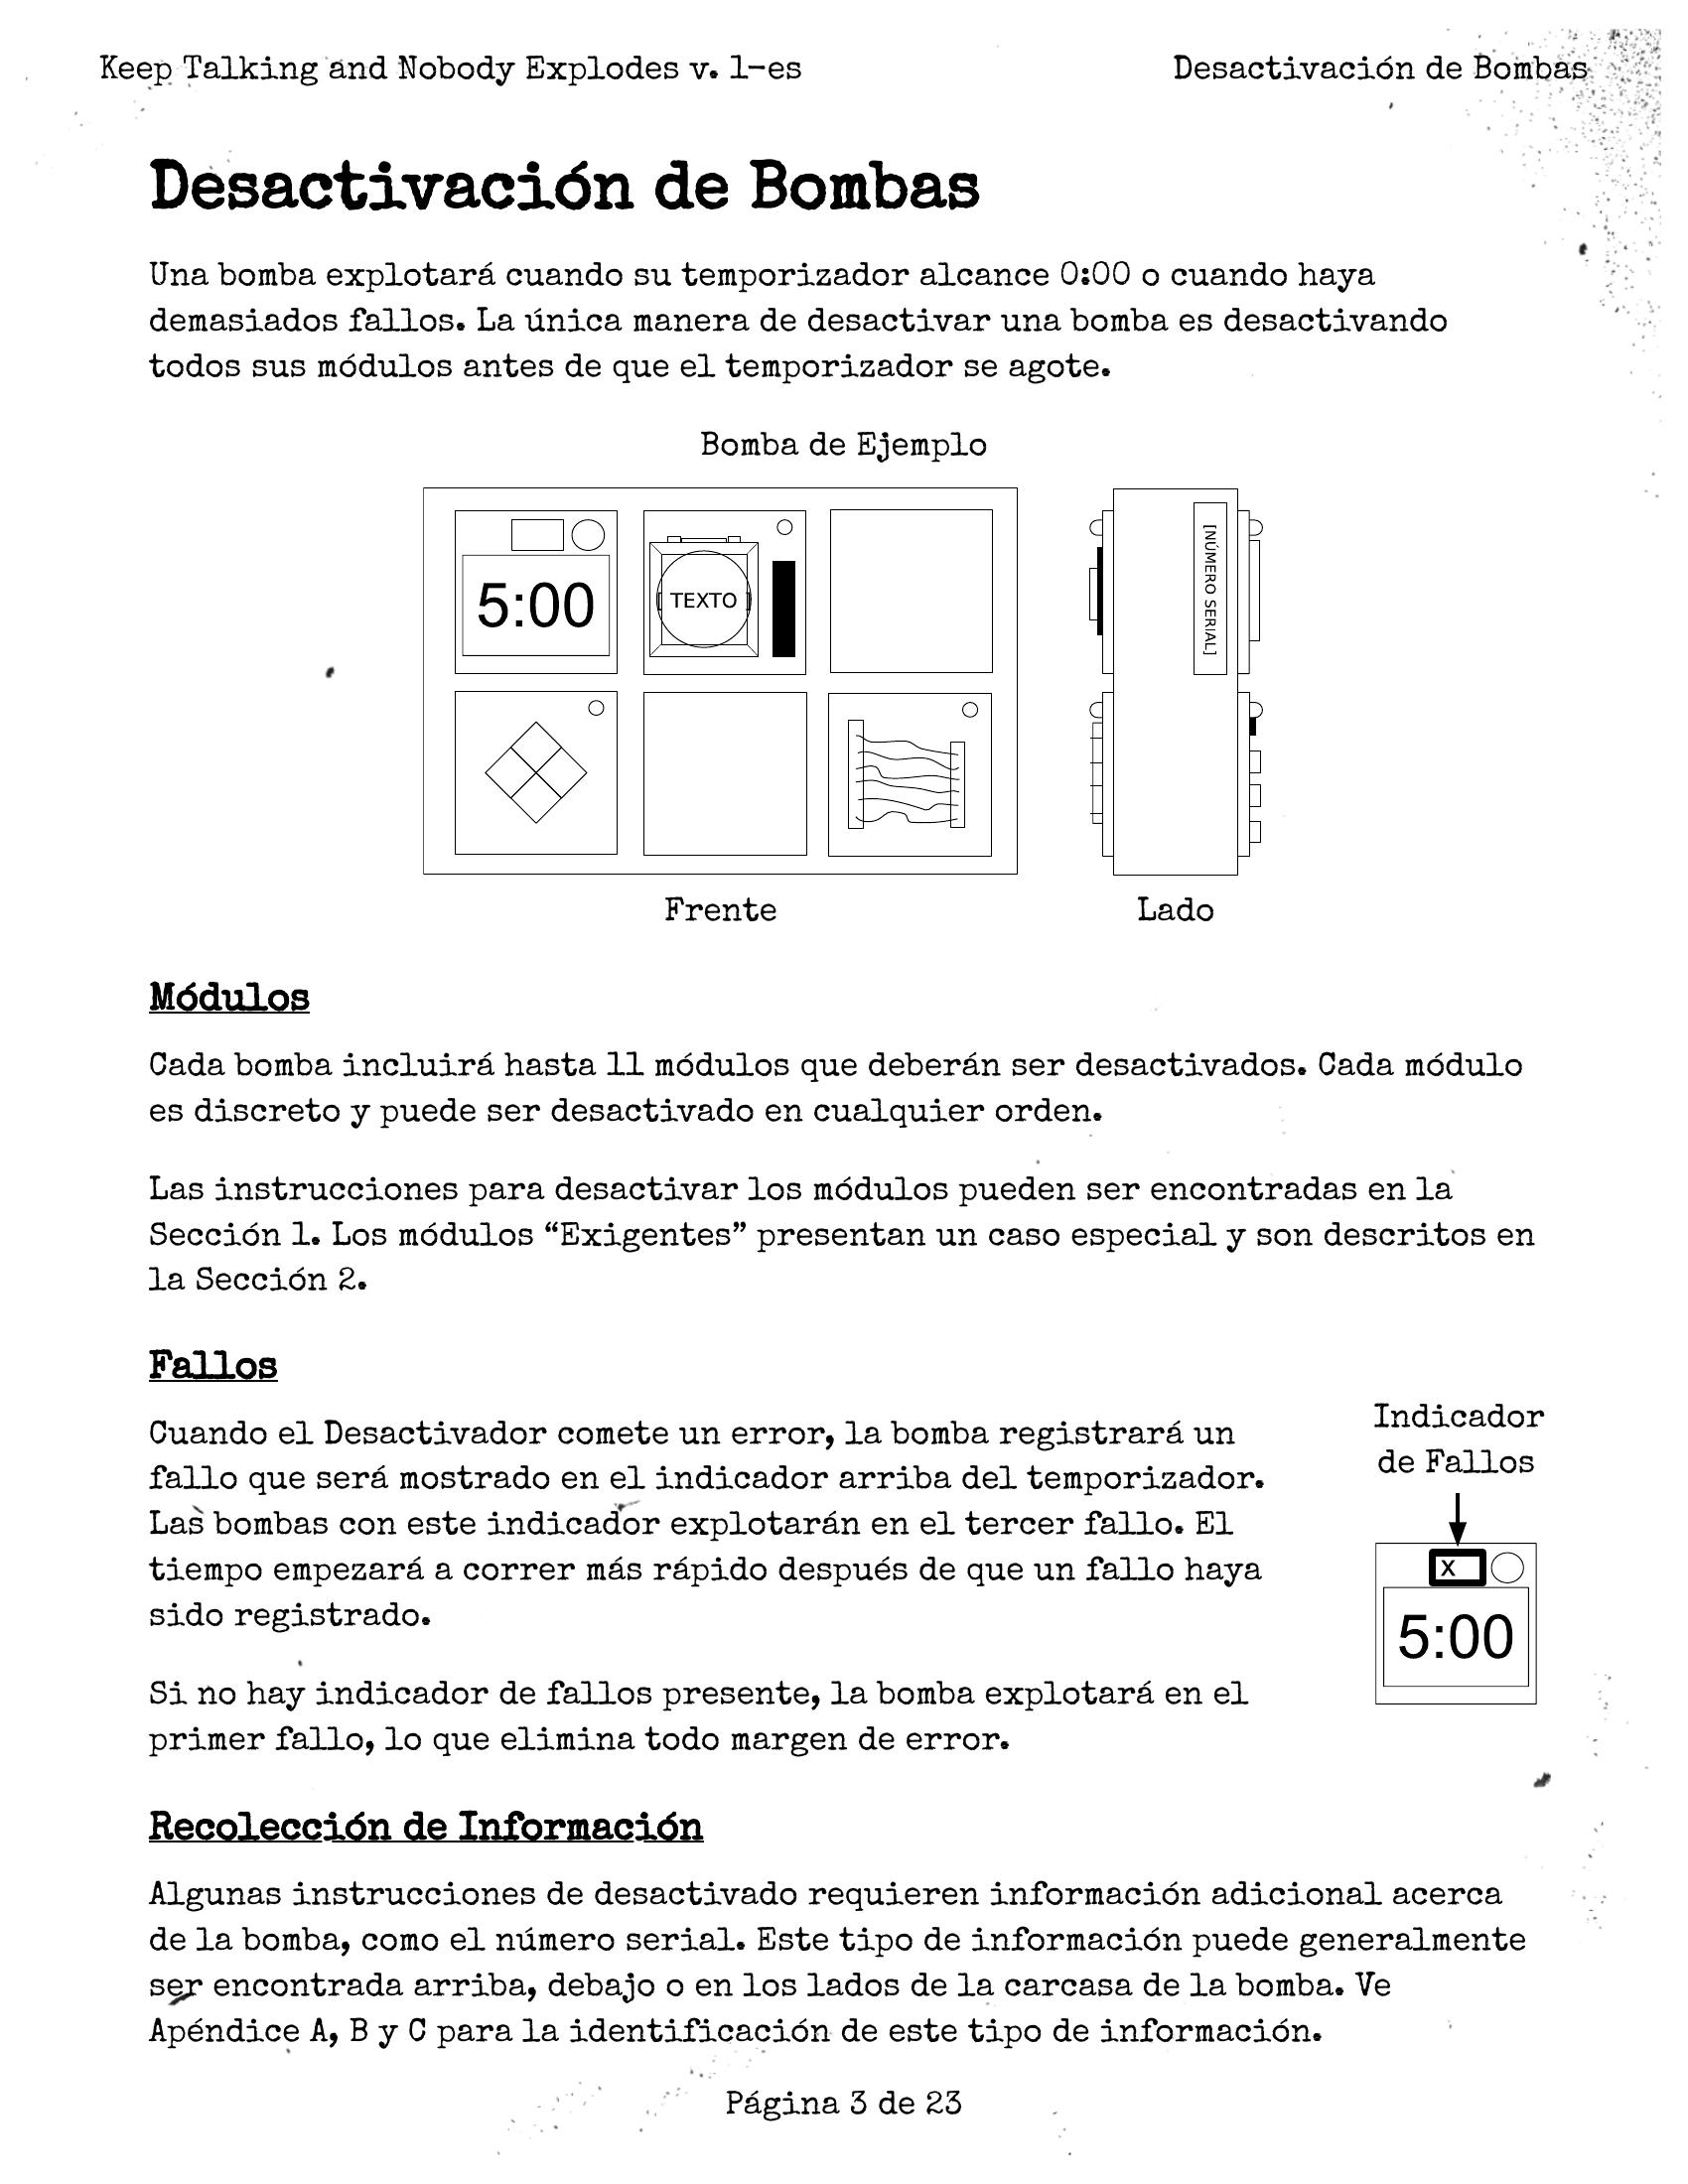 Keep Talking and Nobody Explodes v. 1-es
Desactivación de Bombas
Desactivación de Bombas
Una bomba explotará cuando su temporizador alcance 0:00 o cuando haya
demasiados fallos. La única manera de desactivar una bomba es desactivando
todos sus módulos antes de que el temporizador se agote.
Bomba de Ejemplo
5:00
TEXTO
[NÚMERO SERIAL]
Frente
Lado
Módulos
Cada bomba incluirá hasta 11 módulos que deberán ser desactivados. Cada módulo
es discreto y puede ser desactivado en cualquier orden.
Las instrucciones para desactivar los módulos pueden ser encontradas en la
Sección 1. Los módulos “Exigentes” presentan un caso especial y son descritos en
la Sección 2.
Fallos
Cuando el Desactivador comete un error, la bomba registrará un
fallo que será mostrado en el indicador arriba del temporizador.
Las bombas con este indicador explotarán en el tercer fallo. El
tiempo empezará a correr más rápido después de que un fallo haya
sido registrado.
Si no hay indicador de fallos presente, la bomba explotará en el
primer fallo, lo que elimina todo margen de error.
Indicador
de Fallos
X
5:00
Recolección de Información
Algunas instrucciones de desactivado requieren información adicional acerca
de la bomba, como el número serial. Este tipo de información puede generalmente
ser encontrada arriba, debajo o en los lados de la carcasa de la bomba. Ve
Apéndice A, B y C para la identificación de este tipo de información.
Página 3 de 23